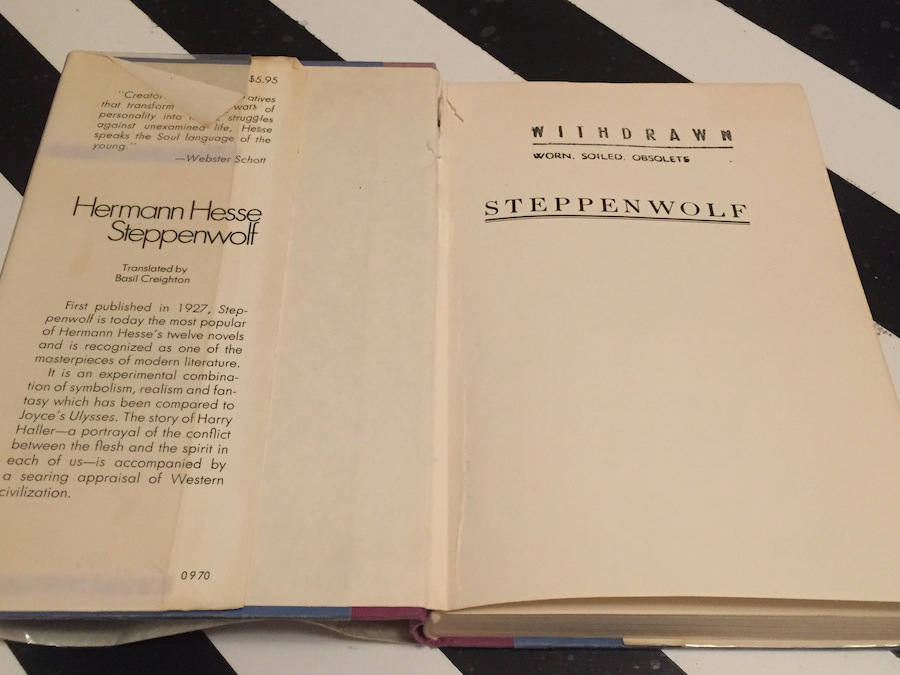 $5.95
"Creator atives
that transform wars of
personality into struggles
against unexamined life, Hesse
speaks the Soul language of the
young."
—Webster Schott
Hermann Hesse
Steppenwolf
Translated by
Basil Creighton
First published in 1927, Step-
penwolf is today the most popular
of Hermann Hesse's twelve novels
and is recognized as one of the
masterpieces of modern literature.
It is an experimental combina-
tion of symbolism, realism and fan-
tasy which has been compared to
Joyce's Ulysses. The story of Harry
Haller—a portrayal of the conflict
between the flesh and the spirit in
each of us—is accompanied by
a searing appraisal of Western
civilization.
0970
WITHDRAWN
WORN, SOILED, OBSOLETE
STEPPENWOLF